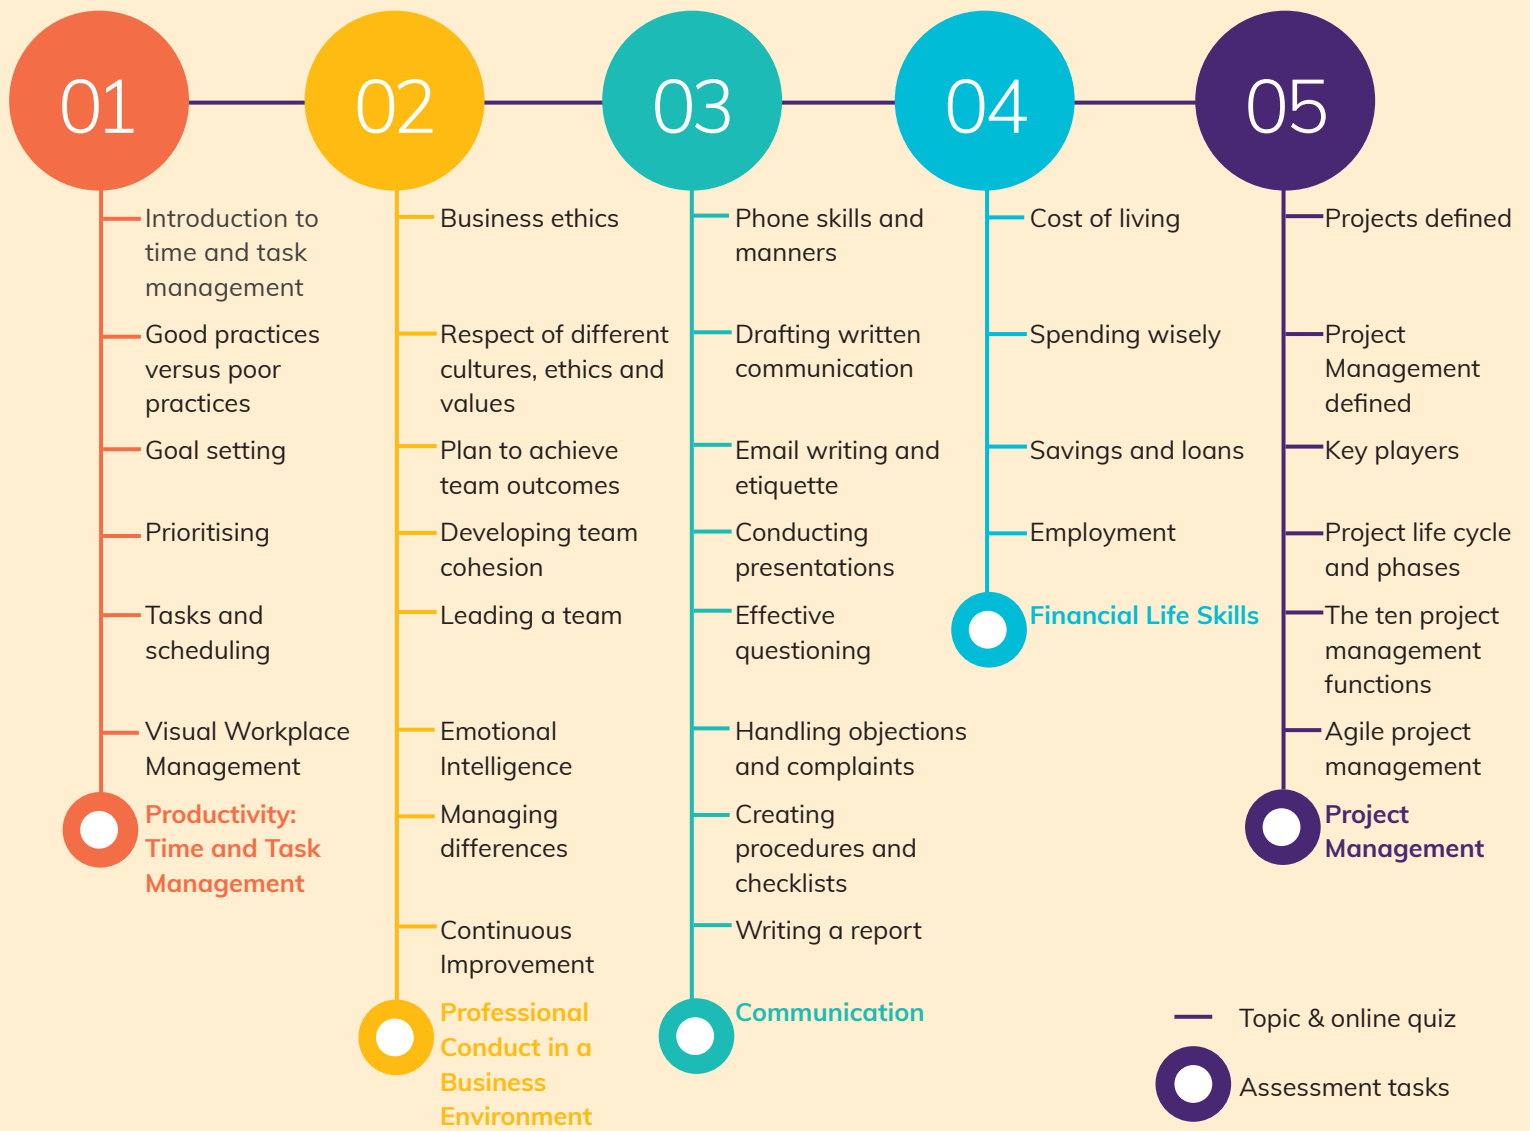 01
Introduction to
time and task
management
Good practices
versus poor
practices
Goal setting
Prioritising
Tasks and
scheduling
Visual Workplace
Management
Productivity:
Time and Task
Management
02
Business ethics
Respect of different
cultures, ethics and
values
Plan to achieve
team outcomes
Developing team
cohesion
Leading a team
Emotional
Intelligence
Managing
differences
Continuous
Improvement
Professional
Conduct in a
Business
Environment
03
Phone skills and
manners
Drafting written
communication
Email writing and
etiquette
Conducting
presentations
Effective
questioning
Handling objections
and complaints
Creating
procedures and
checklists
Writing a report
Communication
04
Cost of living
Spending wisely
Savings and loans
Employment
Financial Life Skills
05
Projects defined
Project
Management
defined
Key players
Project life cycle
and phases
The ten project
management
functions
Agile project
management
Project
Management
Topic & online quiz
Assessment tasks